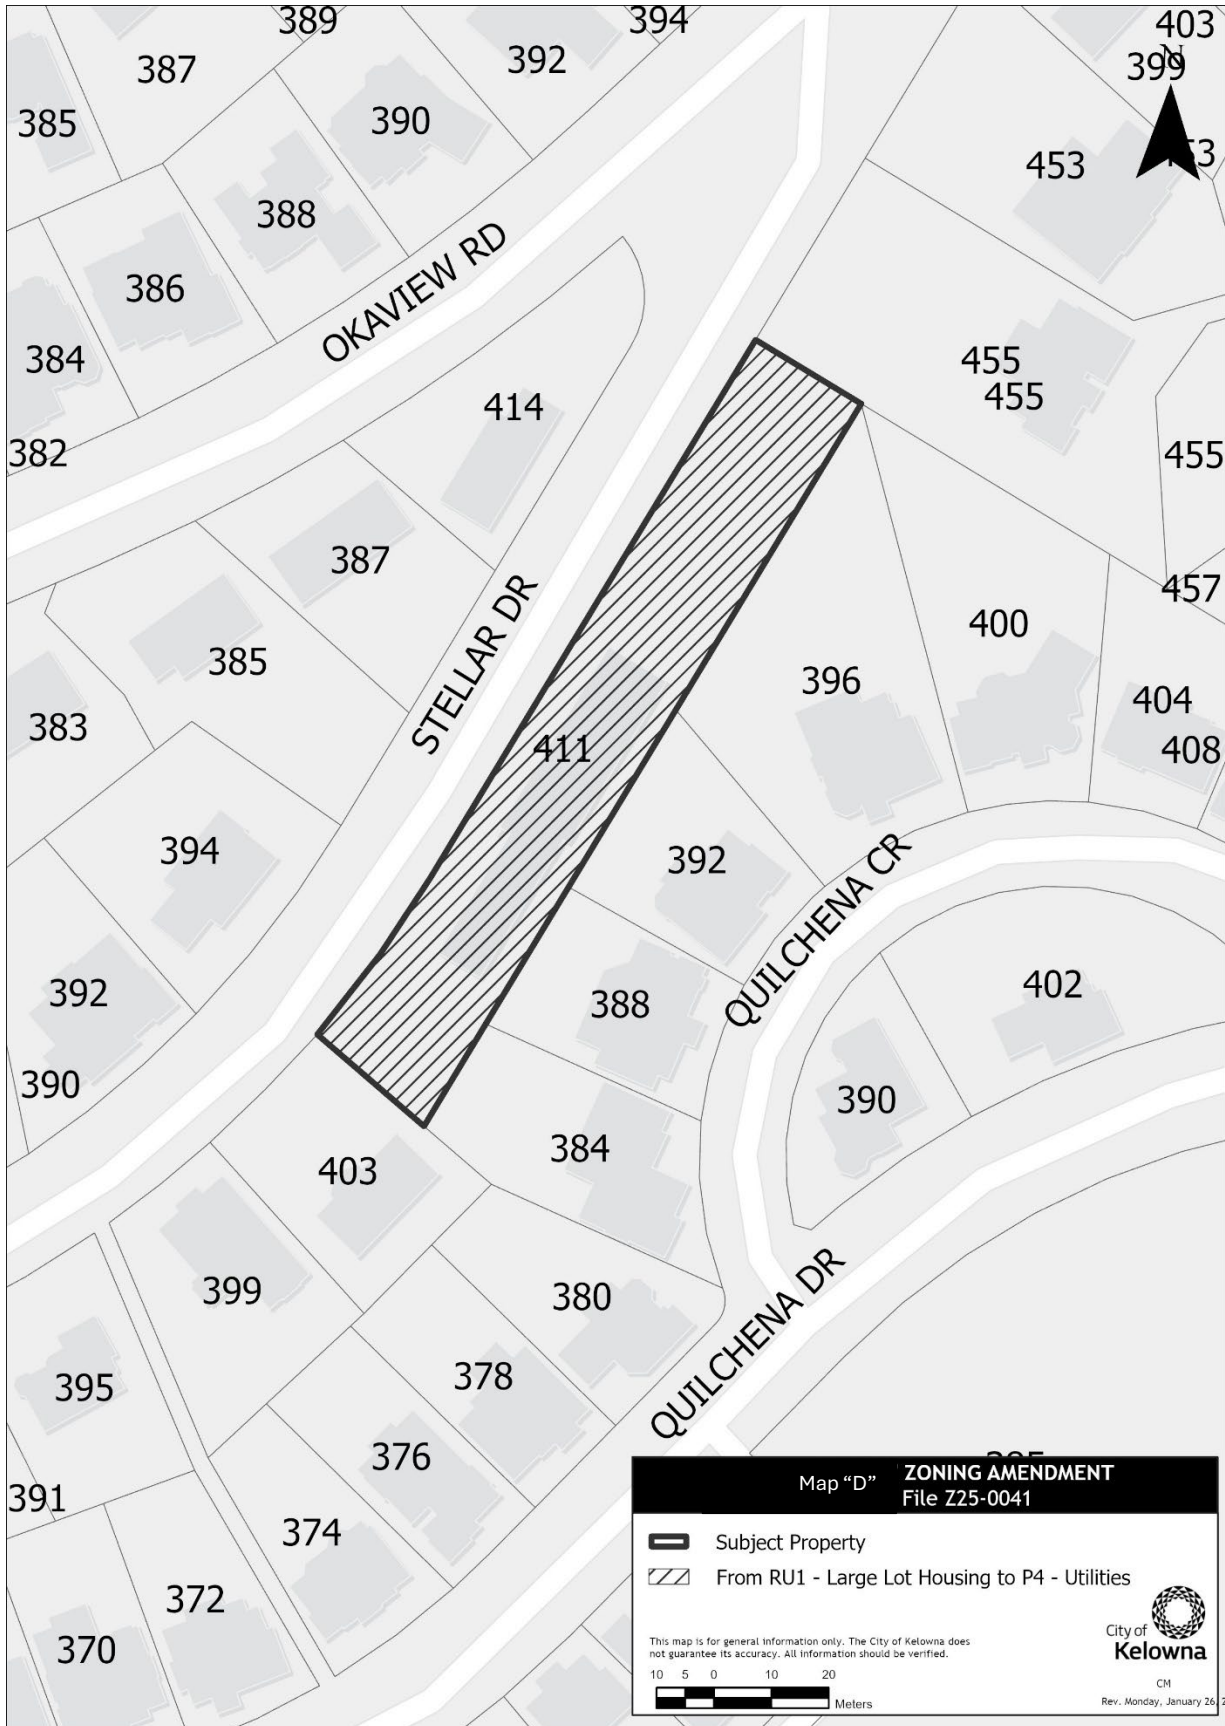 389
394
403
387
392
399
N
385
390
453
388
386
OKAVIEW RD
384
455
455
414
382
455
387
457
STELLAR DR
400
385
396
404
383
411
408
394
392
QUILCHENA CR
392
388
402
390
390
384
403
399
380
QUILCHENA DR
395
378
376
391
374
372
370
Map “D” ZONING AMENDMENT
File Z25-0041
Subject Property
From RU1 - Large Lot Housing to P4 - Utilities
This map is for general information only. The City of Kelowna does
not guarantee its accuracy. All information should be verified.
10 5 0 10 20
Meters
City of
Kelowna
CM
Rev. Monday, January 26,